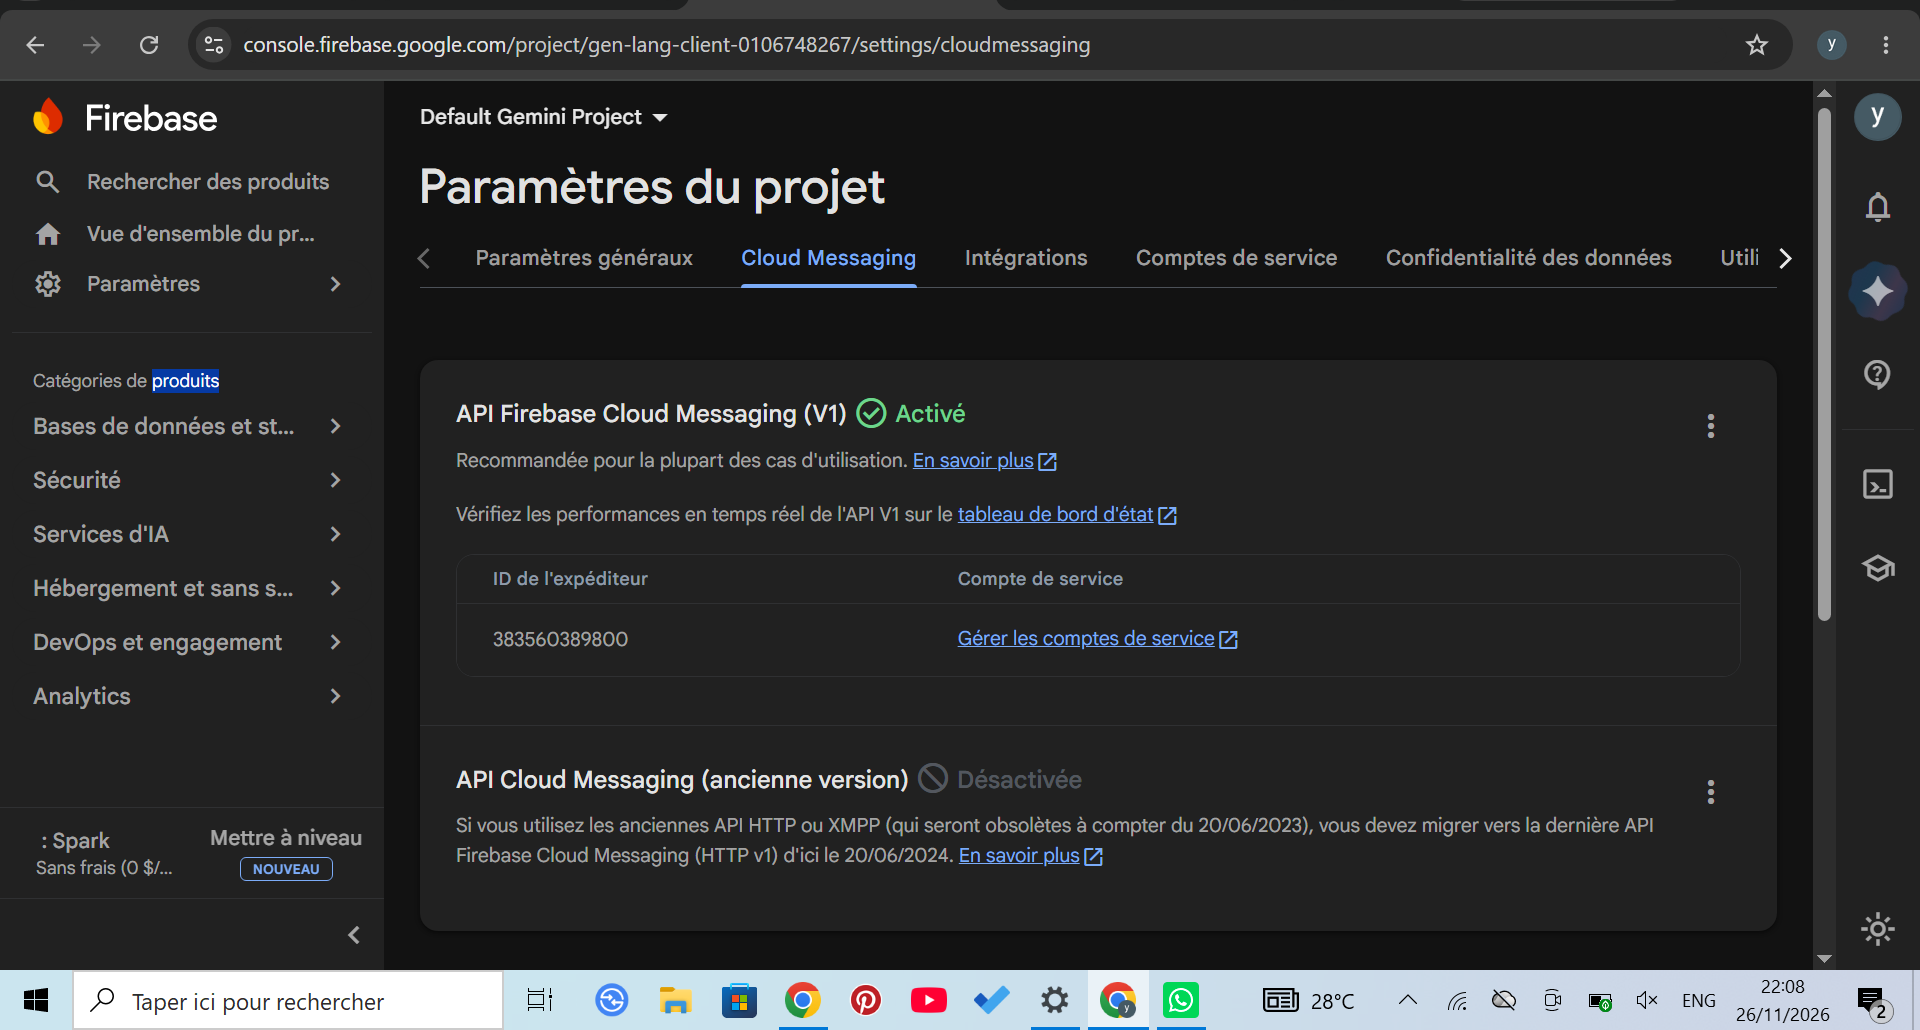 console.firebase.google.com/project/gen-lang-client-0106748267/settings/cloudmessaging
y
Firebase
Rechercher des produits
Vue d'ensemble du pr...
Paramètres
Catégories de produits
Bases de données et st...
Sécurité
Services d'IA
Hébergement et sans s...
DevOps et engagement
Analytics
: Spark
Sans frais (0 $/...
Mettre à niveau
NOUVEAU
Default Gemini Project
Paramètres du projet
Paramètres généraux Cloud Messaging Intégrations Comptes de service Confidentialité des données Utili
API Firebase Cloud Messaging (V1) Activé
Recommandée pour la plupart des cas d'utilisation. En savoir plus
Vérifiez les performances en temps réel de l'API V1 sur le tableau de bord d'état
ID de l'expéditeur Compte de service
383560389800 Gérer les comptes de service
API Cloud Messaging (ancienne version) Désactivée
Si vous utilisez les anciennes API HTTP ou XMPP (qui seront obsolètes à compter du 20/06/2023), vous devez migrer vers la dernière API
Firebase Cloud Messaging (HTTP v1) d'ici le 20/06/2024. En savoir plus
y
Taper ici pour rechercher
y
28°C
ENG
22:08
26/11/2026
2